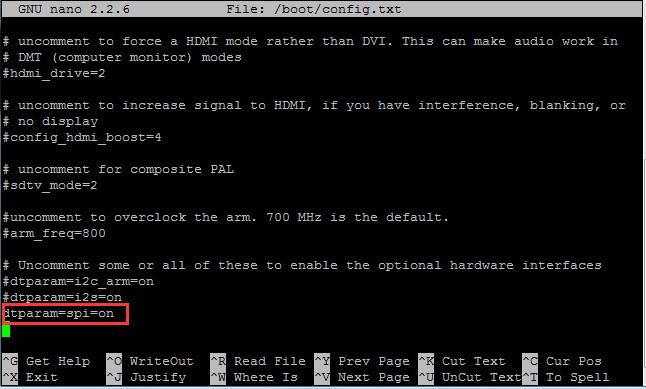 GNU nano 2.2.6 File: /boot/config.txt
# uncomment to force a HDMI mode rather than DVI. This can make audio work in
# DMT (computer monitor) modes
#hdmi_drive=2
# uncomment to increase signal to HDMI, if you have interference, blanking, or
# no display
#config_hdmi_boost=4
# uncomment for composite PAL
#sdtv_mode=2
#uncomment to overclock the arm. 700 MHz is the default.
#arm_freq=800
# Uncomment some or all of these to enable the optional hardware interfaces
#dtparam=i2c_arm=on
#dtparam=i2s=on
dtparam=spi=on
^G Get Help ^O WriteOut ^R Read File ^Y Prev Page ^K Cut Text ^C Cur Pos
^X Exit ^J Justify ^W Where Is ^V Next Page ^U UnCut Text^T To Spell